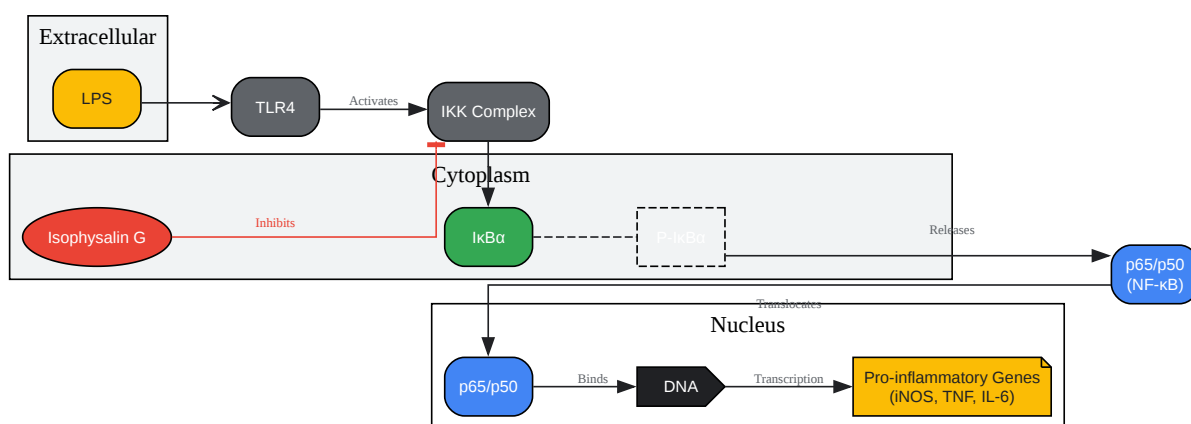 Extracellular
LPS
TLR4
Activates
IKK Complex
Cytoplasm
Isophysalin G
Inhibits
IκBα
P-IκBα
Releases
p65/p50
(NF-κB)
Translocates
Nucleus
p65/p50
Binds
DNA
Transcription
Pro-inflammatory Genes
(iNOS, TNF, IL-6)